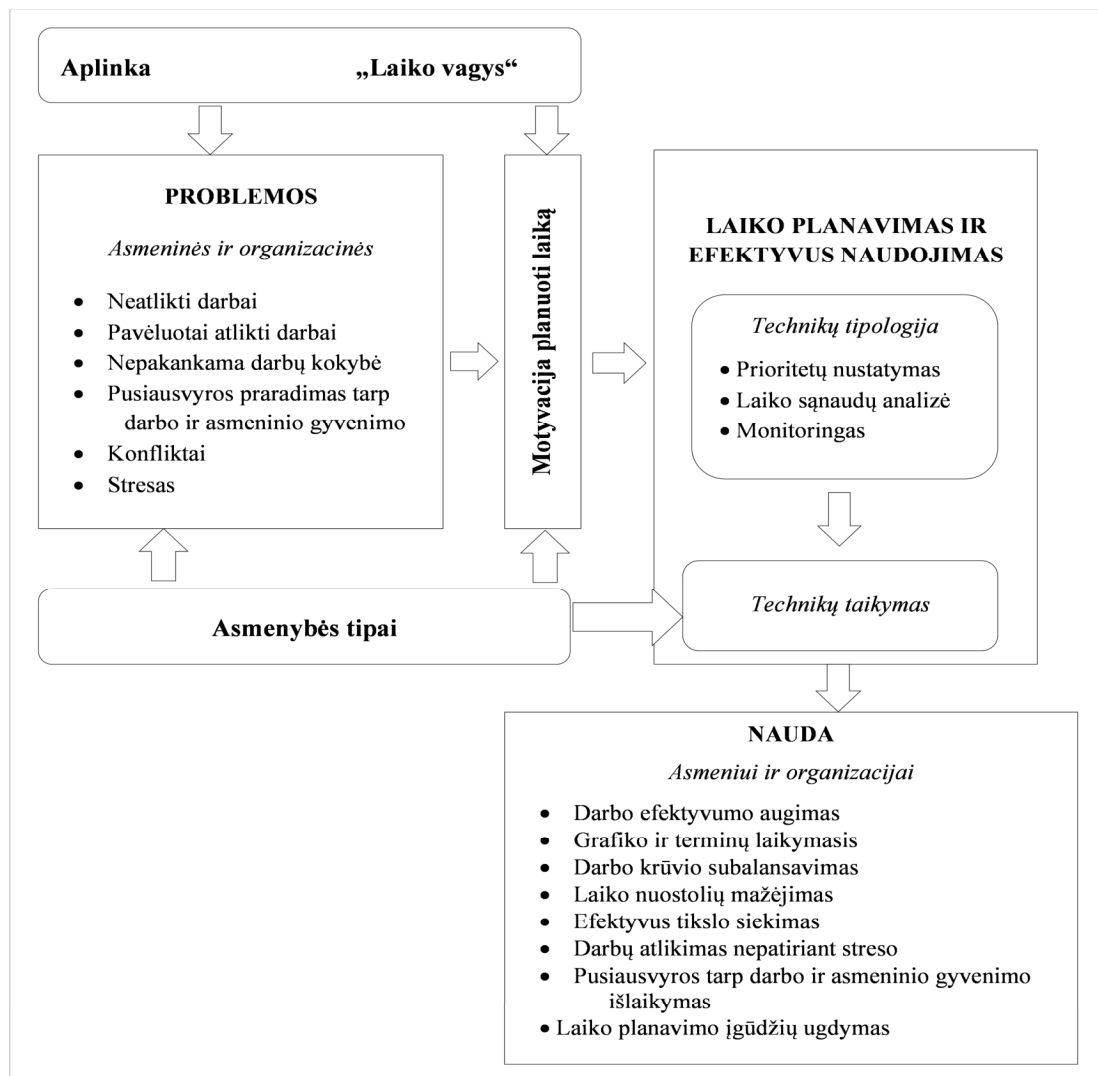 Aplinka „Laiko vagys“
PROBLEMOS
Asmeninės ir organizacinės
• Neatlikti darbai
• Pavėluotai atlikti darbai
• Nepakankama darbų kokybė
• Pusiausvyros praradimas tarp
darbo ir asmeninio gyvenimo
• Konfliktai
• Stresas
Motyvacija planuoti laiką
LAIKO PLANAVIMAS IR
EFEKTYVUS NAUDOJIMAS
Technikų tipologija
• Prioritetų nustatymas
• Laiko sąnaudų analizė
• Monitoringas
Technikų taikymas
Asmenybės tipai
NAUDA
Asmeniui ir organizacijai
• Darbo efektyvumo augimas
• Grafiko ir terminų laikymasis
• Darbo krūvio subalansavimas
• Laiko nuostolių mažėjimas
• Efektyvus tikslo siekimas
• Darbų atlikimas nepatiriant streso
• Pusiausvyros tarp darbo ir asmeninio gyvenimo
išlaikymas
• Laiko planavimo įgūdžių ugdymas